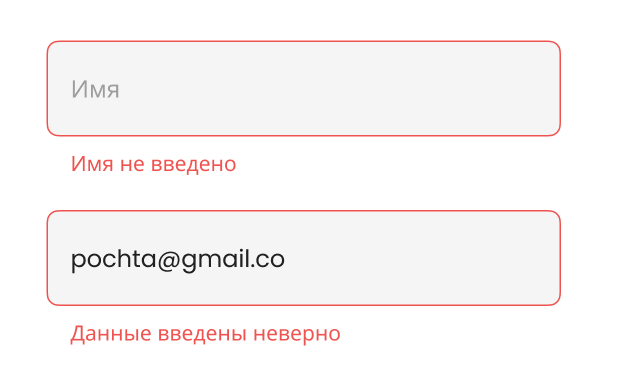 Имя
Имя не введено
pochta@gmail.co
Данные введены неверно